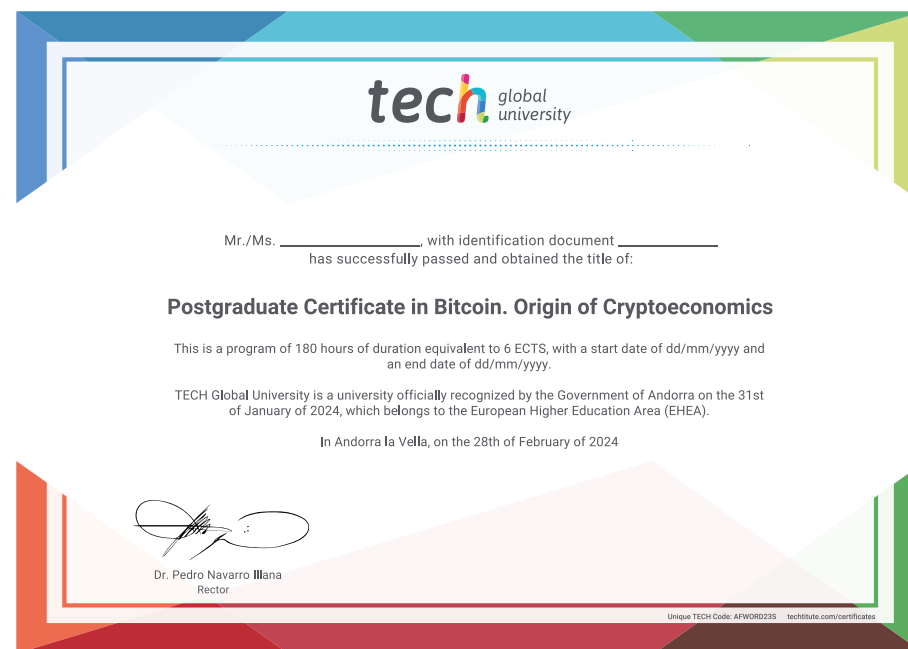 tech global university
Mr./Ms. ____________________, with identification document ______________
has successfully passed and obtained the title of:
Postgraduate Certificate in Bitcoin. Origin of Cryptoeconomics
This is a program of 180 hours of duration equivalent to 6 ECTS, with a start date of dd/mm/yyyy and
an end date of dd/mm/yyyy.
TECH Global University is a university officially recognized by the Government of Andorra on the 31st
of January of 2024, which belongs to the European Higher Education Area (EHEA).
In Andorra la Vella, on the 28th of February of 2024
Dr. Pedro Navarro Illana
Rector
Unique TECH Code: AFWORD23S techtitute.com/certificates